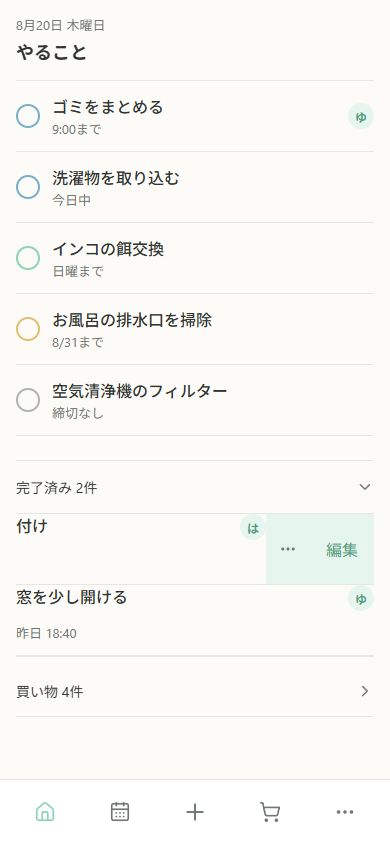 8月20日 木曜日
やること
ゴミをまとめる
ゆ
9:00まで
洗濯物を取り込む
今日中
インコの餌交換
日曜まで
お風呂の排水口を掃除
8/31まで
空気清浄機のフィルター
締切なし
完了済み 2件
付け
は
編集
窓を少し開ける
ゆ
昨日 18:40
買い物 4件